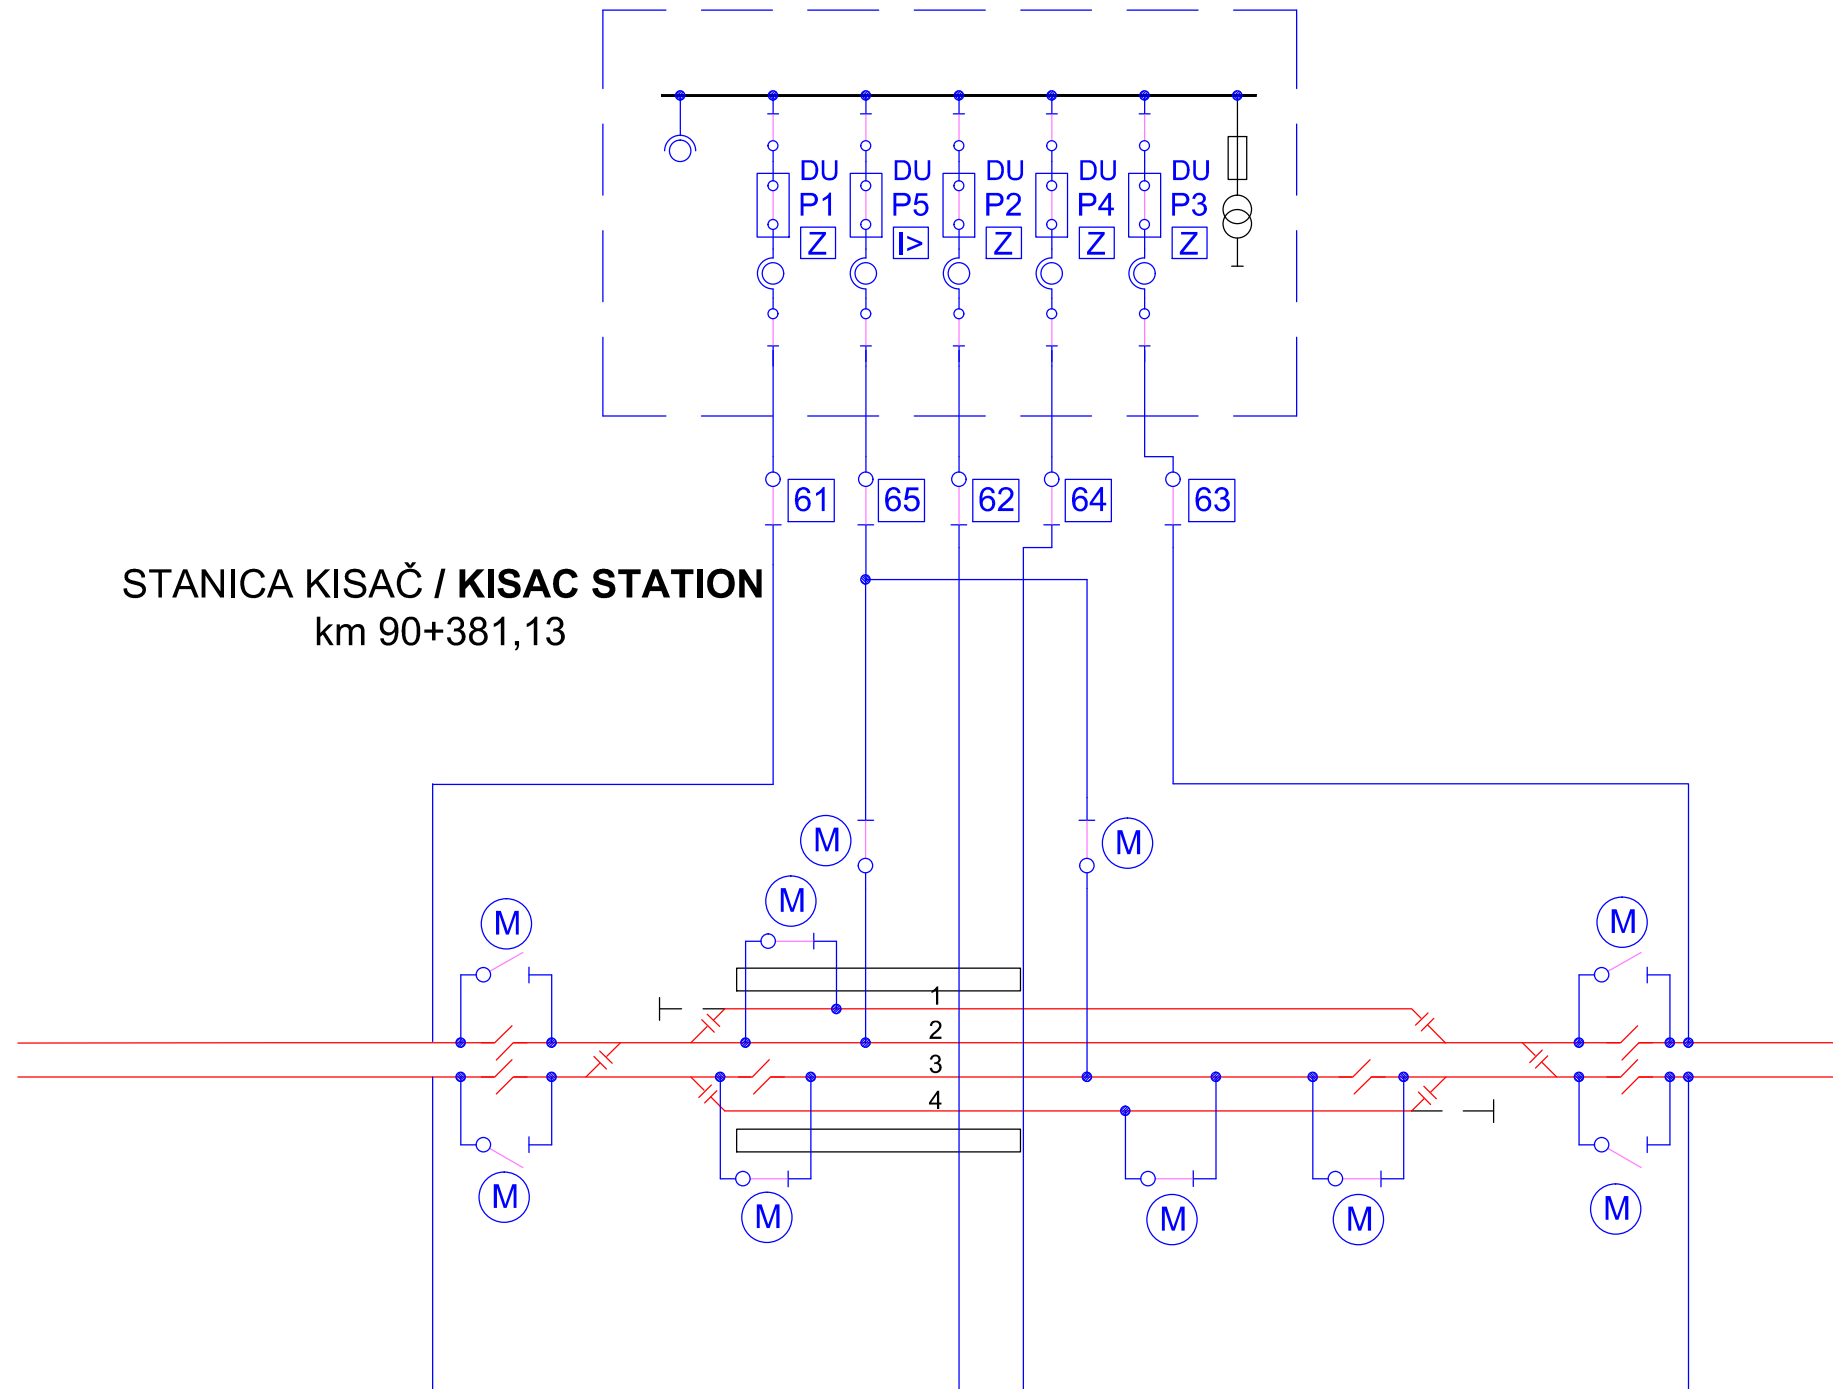 DU DU DU DU DU
P1 P5 P2 P4 P3
Z I> Z Z Z
61 65 62 64 63
STANICA KISAČ / KISAC STATION
km 90+381,13
M M
M
M M
1
2
3
4
M M M M M